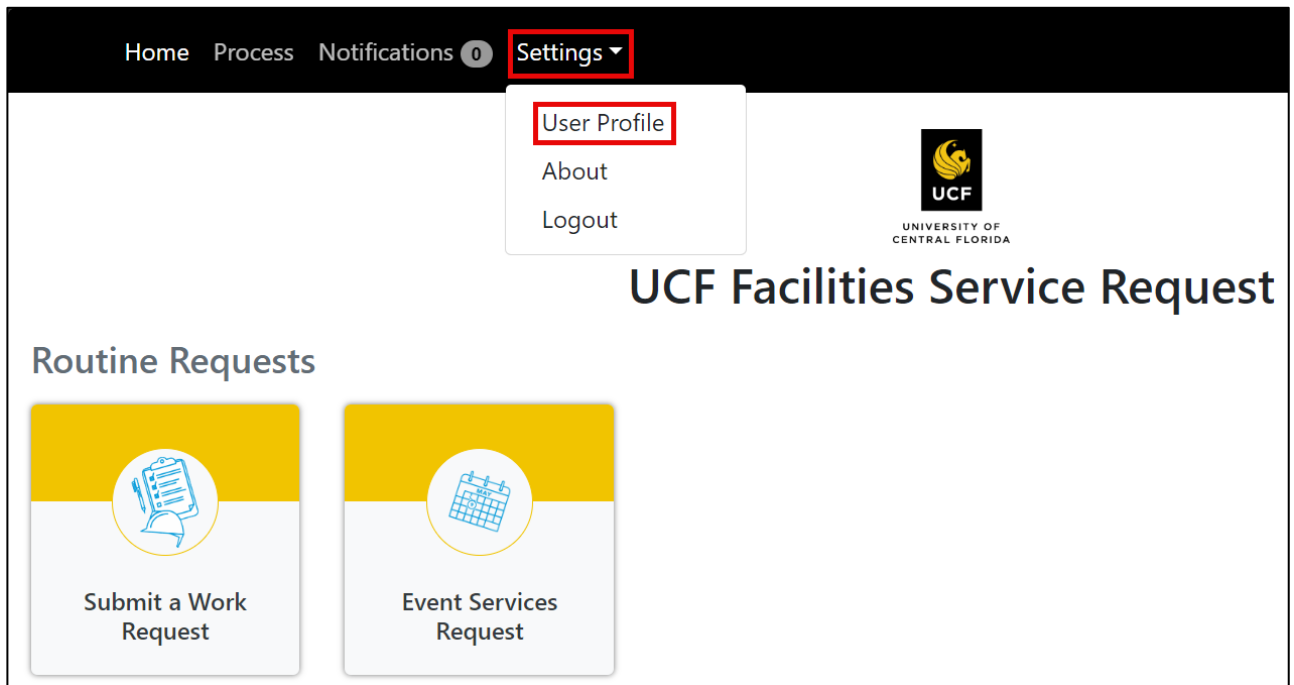 Home Process Notifications 0 Settings
User Profile
About
Logout
UCF
UNIVERSITY OF
CENTRAL FLORIDA
UCF Facilities Service Request
Routine Requests
MAY
Submit a Work
Request
Event Services
Request